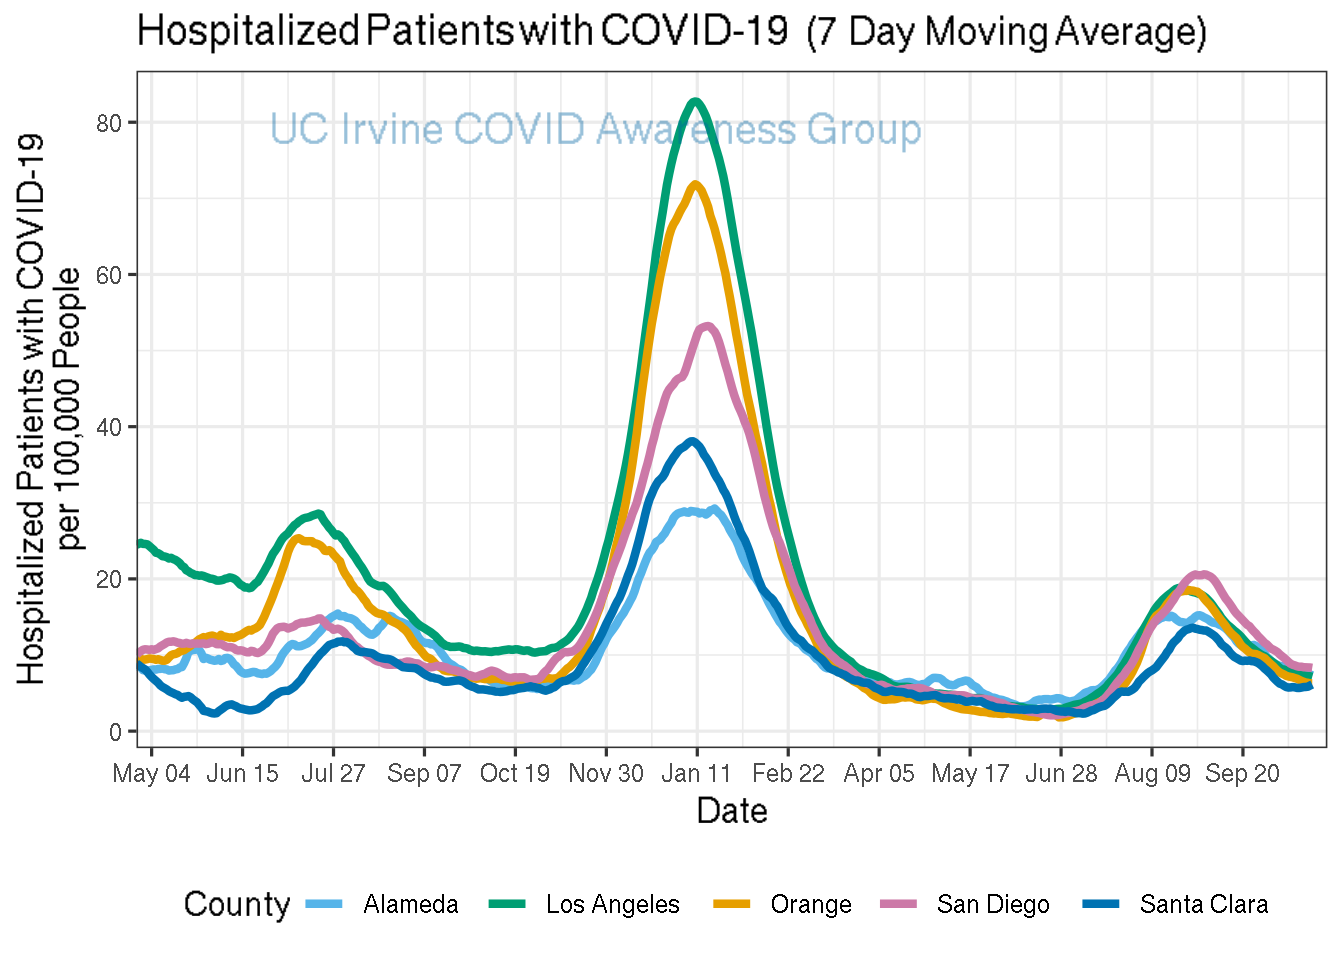 Hospitalized Patients with COVID-19 (7 Day Moving Average)
UC Irvine COVID Awareness Group
Hospitalized Patients with COVID-19
per 100,000 People
80
60
40
20
0
May 04 Jun 15 Jul 27 Sep 07 Oct 19 Nov 30 Jan 11 Feb 22 Apr 05 May 17 Jun 28 Aug 09 Sep 20
Date
County Alameda Los Angeles Orange San Diego Santa Clara